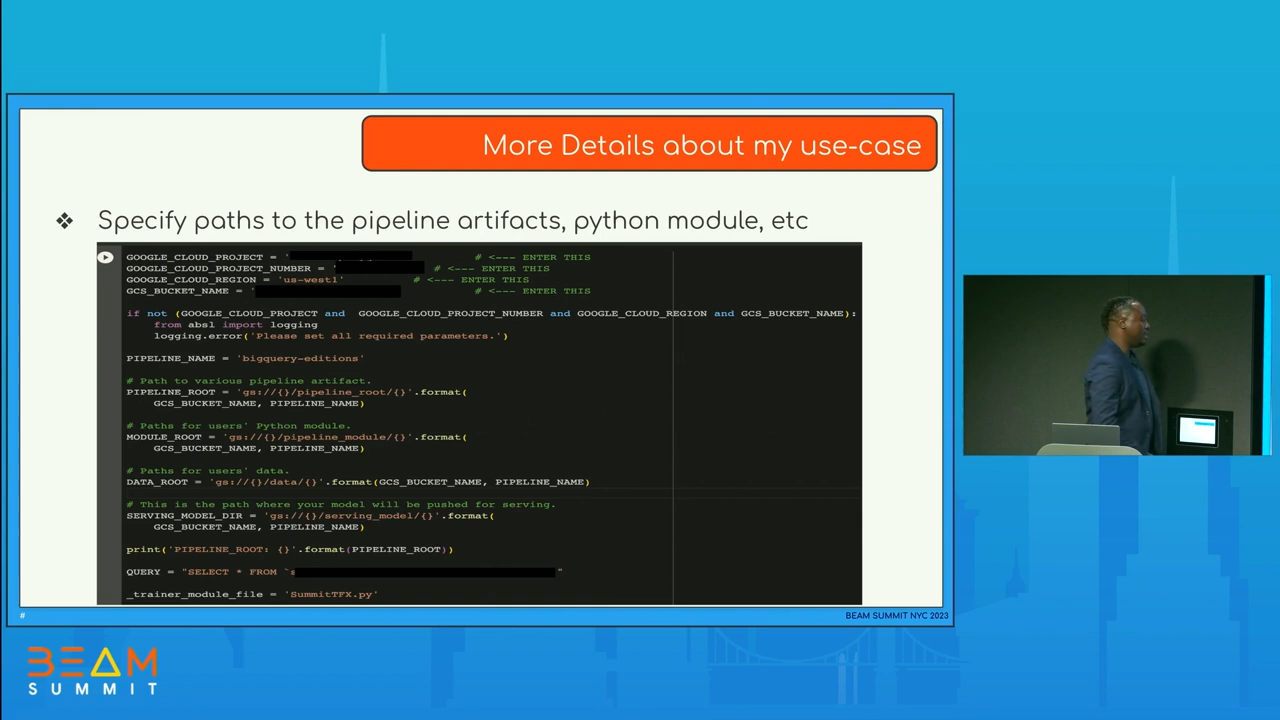 More Details about my use-case
❖ Specify paths to the pipeline artifacts, python module, etc
GOOGLE_CLOUD_PROJECT = ' # <--- ENTER THIS
GOOGLE_CLOUD_PROJECT_NUMBER = ' # <--- ENTER THIS
GOOGLE_CLOUD_REGION = 'us-west1' # <--- ENTER THIS
GCS_BUCKET_NAME = ' # <--- ENTER THIS
if not (GOOGLE_CLOUD_PROJECT and GOOGLE_CLOUD_PROJECT_NUMBER and GOOGLE_CLOUD_REGION and GCS_BUCKET_NAME):
from absl import logging
logging.error('Please set all required parameters.')
PIPELINE_NAME = 'bigquery-editions'
# Path to various pipeline artifact.
PIPELINE_ROOT = 'gs://{}/pipeline_root/{}'.format(
GCS_BUCKET_NAME, PIPELINE_NAME)
# Paths for users' Python module.
MODULE_ROOT = 'gs://{}/pipeline_module/{}'.format(
GCS_BUCKET_NAME, PIPELINE_NAME)
# Paths for users' data.
DATA_ROOT = 'gs://{}/data/{}'.format(GCS_BUCKET_NAME, PIPELINE_NAME)
# This is the path where your model will be pushed for serving.
SERVING_MODEL_DIR = 'gs://{}/serving_model/{}'.format(
GCS_BUCKET_NAME, PIPELINE_NAME)
print('PIPELINE_ROOT: {}'.format(PIPELINE_ROOT))
QUERY = "SELECT * FROM ` "
_trainer_module_file = 'SummitTFX.py'
#
BEAM SUMMIT NYC 2023
BEAM
SUMMIT